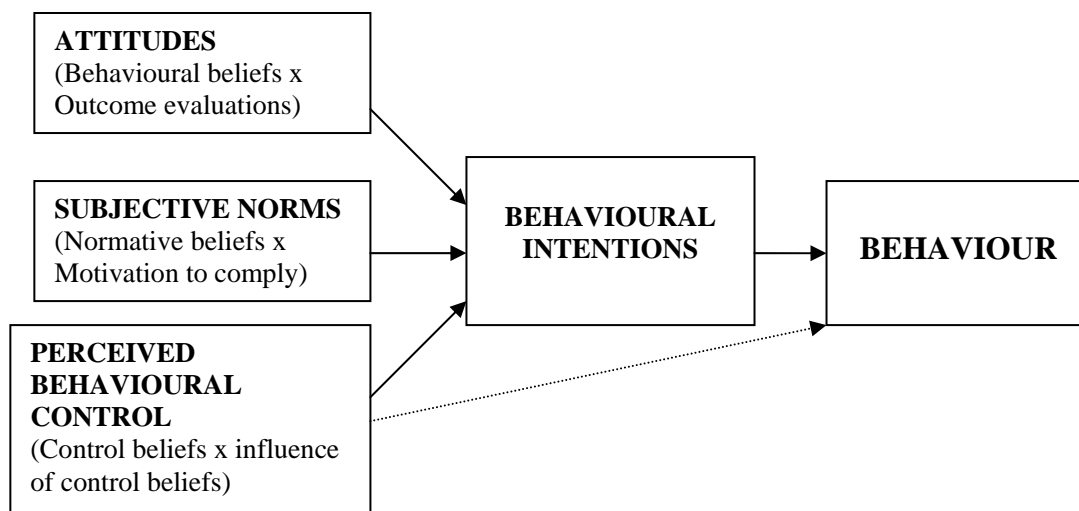 ATTITUDES
(Behavioural beliefs x
Outcome evaluations)
SUBJECTIVE NORMS
(Normative beliefs x
Motivation to comply)
PERCEIVED
BEHAVIOURAL
CONTROL
(Control beliefs x influence
of control beliefs)
BEHAVIOURAL
INTENTIONS
BEHAVIOUR